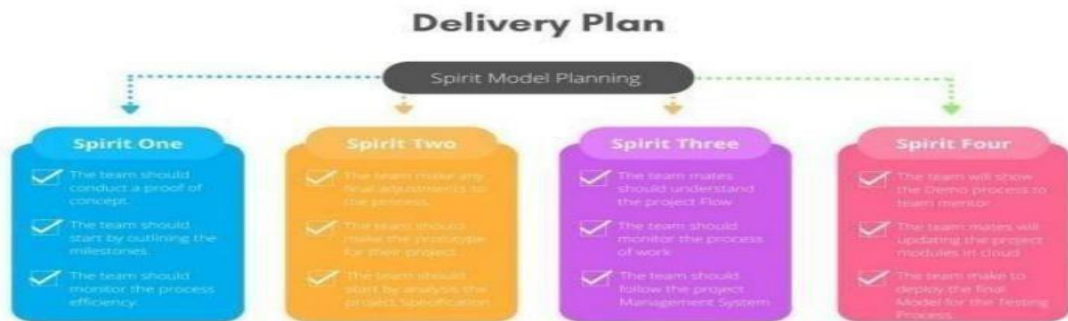 Delivery Plan
Spirit Model Planning
Spirit One
The team should
conduct a proof of
concept.
The team should
start by outlining the
milestones.
The team should
monitor the process
efficiency.
Spirit Two
The team make any
final adjustments to
the process.
The team should
make the prototype
for their project
The team should
start by analysis the
project Specification
Spirit Three
The team mates
should understand
the project Flow
The team should
monitor the process
of work
The team should
follow the project
Management System
Spirit Four
The team will show
the Demo process to
team mentor
The team mates will
updating the project
modules in cloud
The team make to
deploy the final
Model for the Testing
Process.